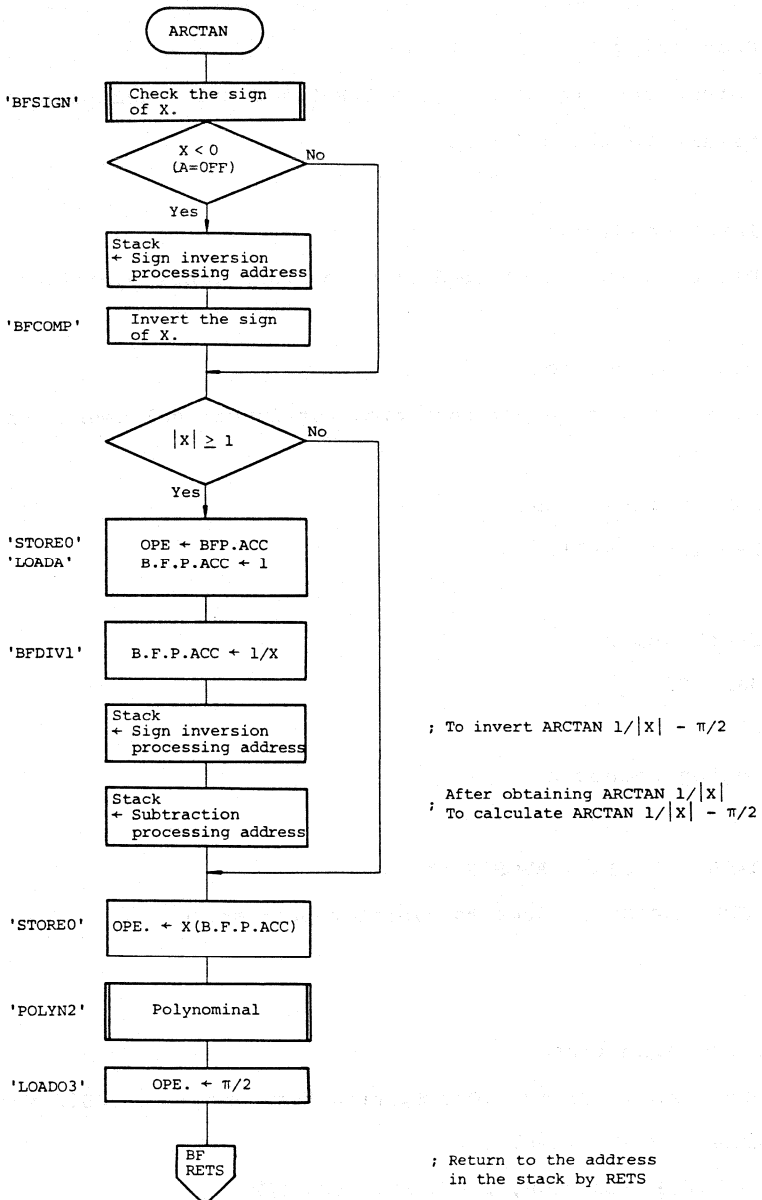 ARCTAN
'BFSIGN'
Check the sign
of X.
X < 0
(A=OFF)
No
Yes
Stack
← Sign inversion
processing address
'BFCOMP'
Invert the sign
of X.
|X| ≥ 1
No
Yes
'STORE0'
'LOADA'
OPE ← BFP.ACC
B.F.P.ACC ← 1
'BFDIV1'
B.F.P.ACC ← 1/X
Stack
← Sign inversion
processing address
; To invert ARCTAN 1/|X| - π/2
Stack
← Subtraction
processing address
; After obtaining ARCTAN 1/|X|
To calculate ARCTAN 1/|X| - π/2
'STORE0'
OPE. ← X(B.F.P.ACC)
'POLYN2'
Polynominal
'LOADO3'
OPE. ← π/2
BF
RETS
; Return to the address
in the stack by RETS